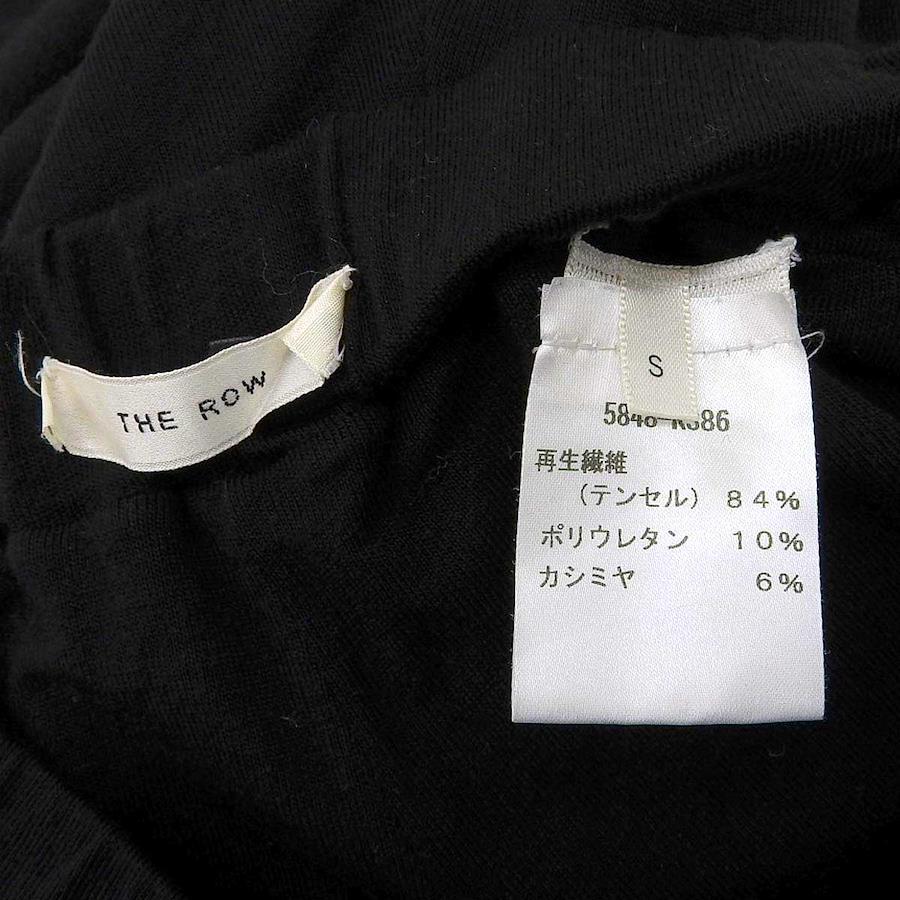 THE ROW
S
再生繊維
（テンセル） 84%
ポリウレタン 10%
カシミヤ 6%